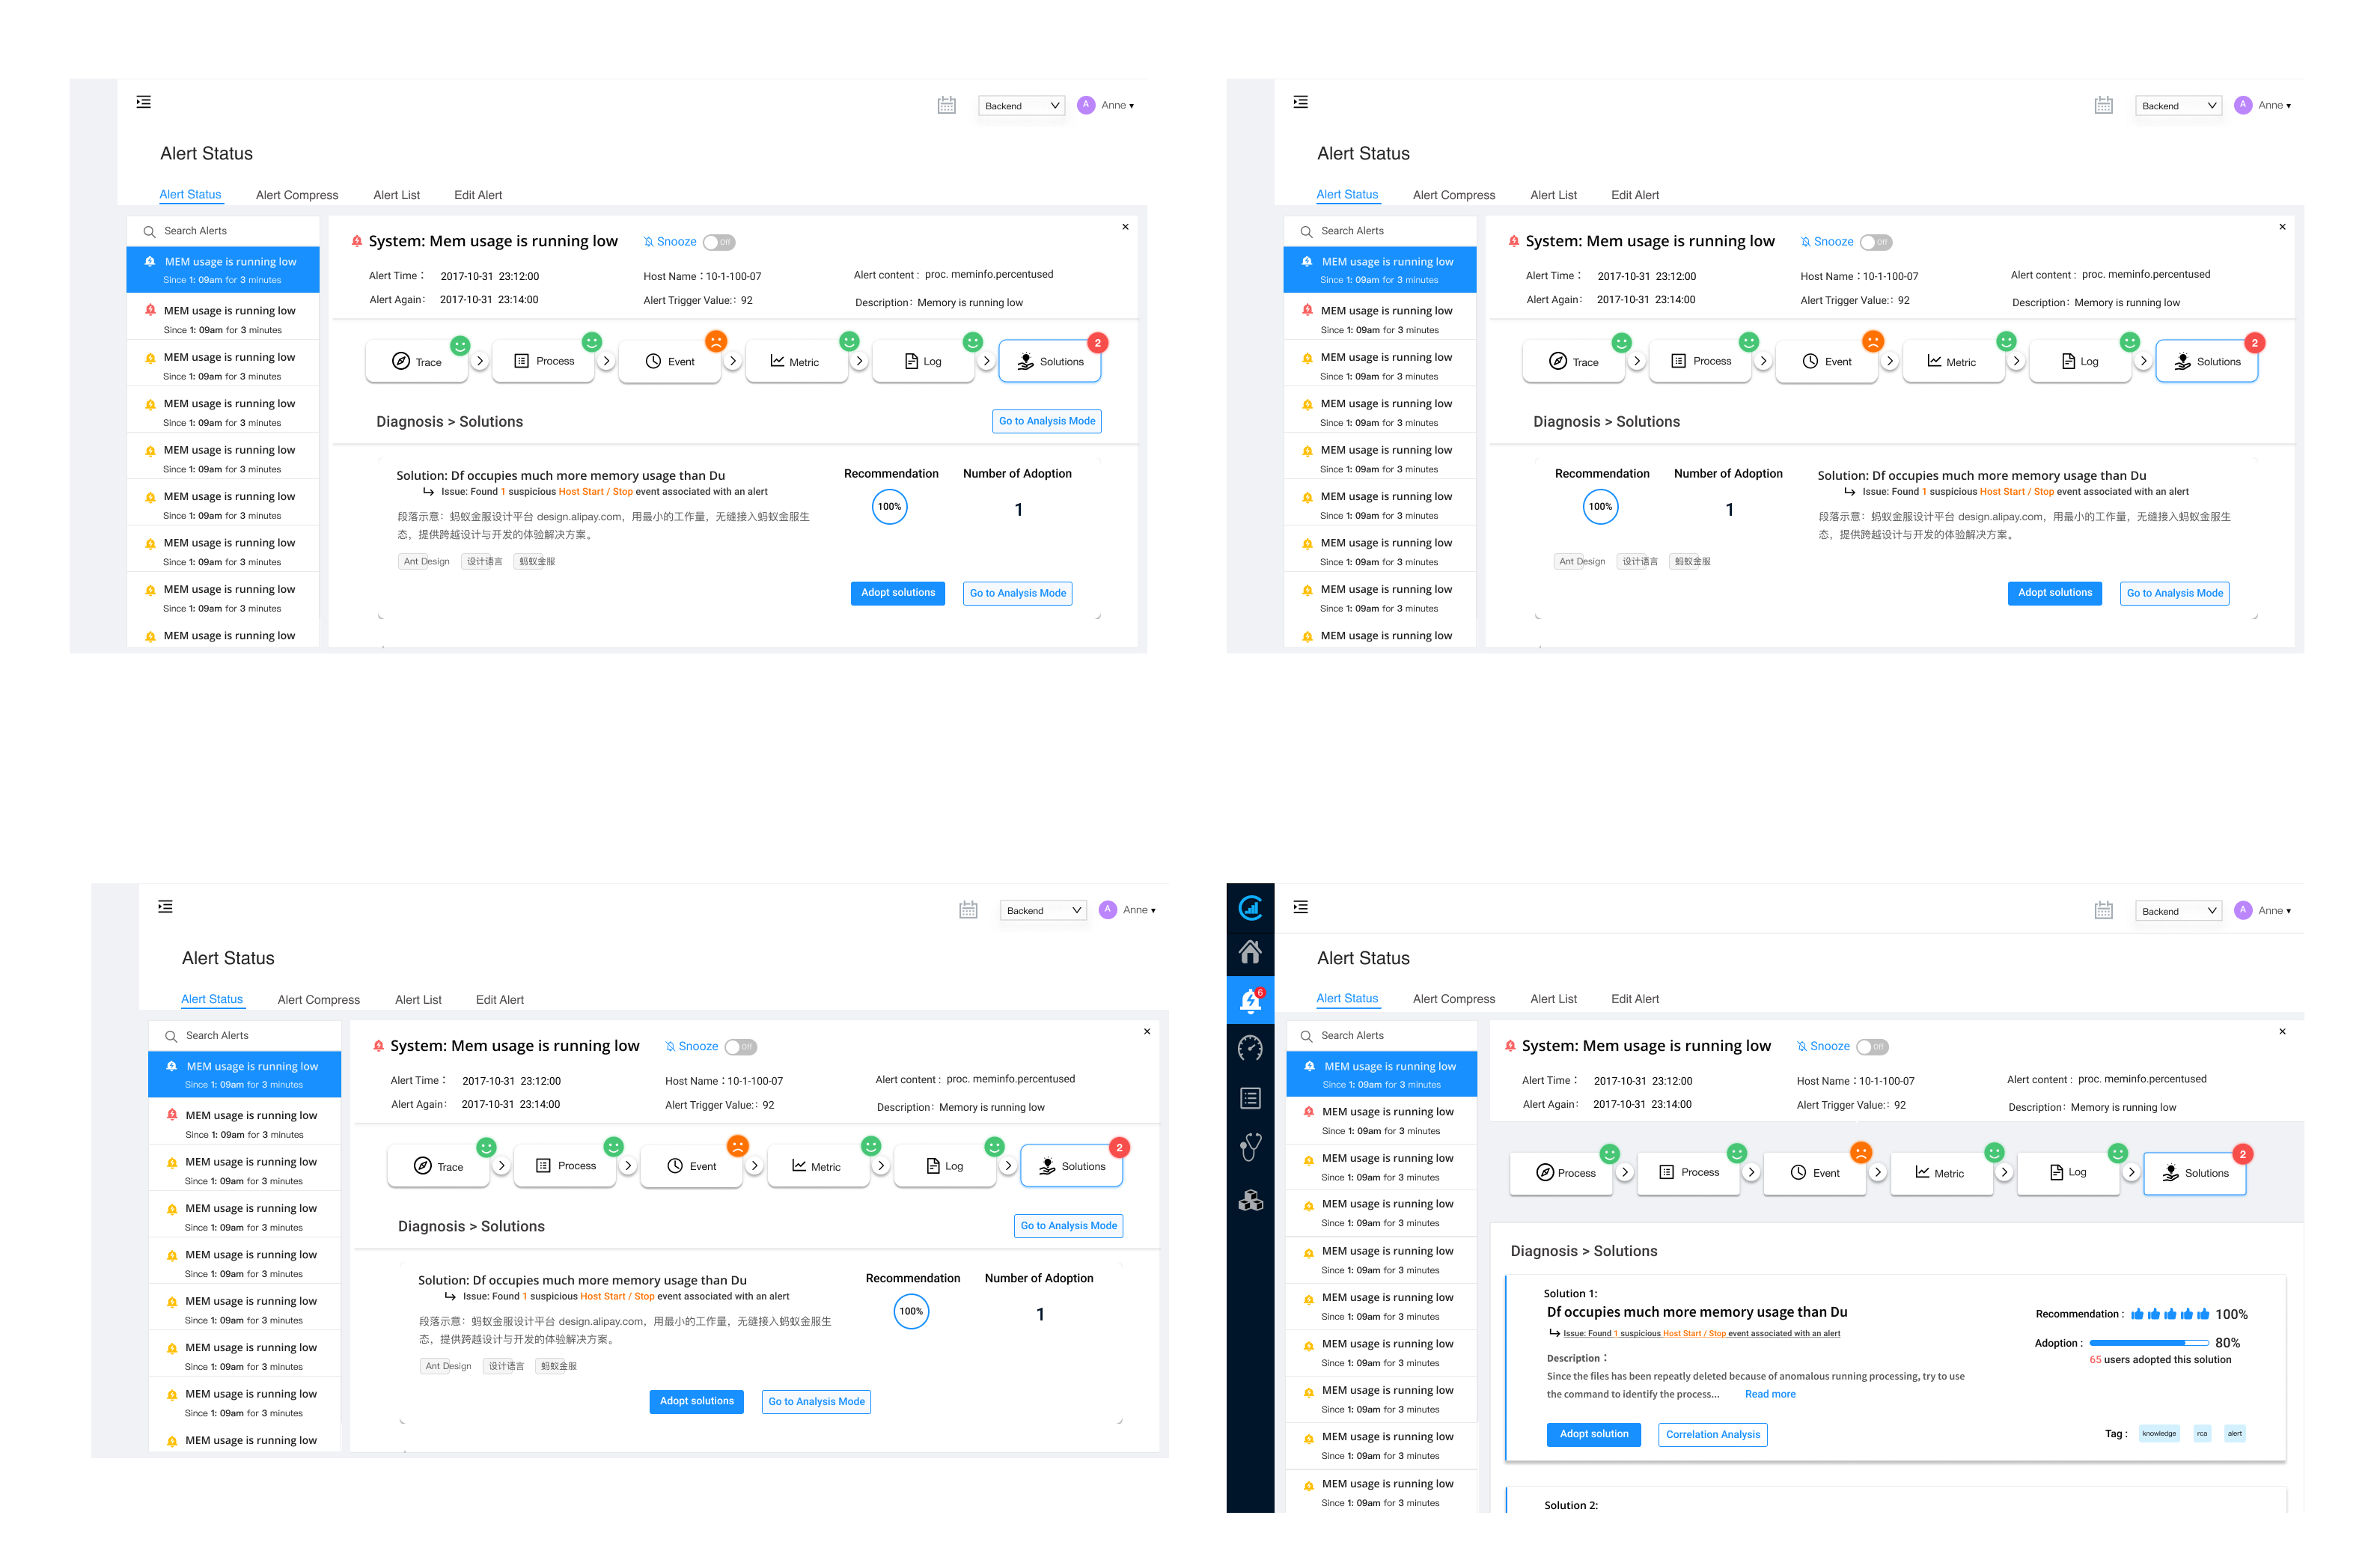 Backend
A
Anne
Alert Status
Alert Status Alert Compress Alert List Edit Alert
Search Alerts
MEM usage is running low
Since 1: 09am for 3 minutes
MEM usage is running low
Since 1: 09am for 3 minutes
MEM usage is running low
Since 1: 09am for 3 minutes
MEM usage is running low
Since 1: 09am for 3 minutes
MEM usage is running low
Since 1: 09am for 3 minutes
MEM usage is running low
Since 1: 09am for 3 minutes
MEM usage is running low
Since 1: 09am for 3 minutes
MEM usage is running low
Since 1: 09am for 3 minutes
MEM usage is running low
System: Mem usage is running low Snooze Off
Alert Time： 2017-10-31 23:12:00 Host Name：10-1-100-07 Alert content： proc. meminfo.percentused
Alert Again： 2017-10-31 23:14:00 Alert Trigger Value:： 92 Description：Memory is running low
Trace Process Event Metric Log Solutions 2
Diagnosis > Solutions Go to Analysis Mode
Solution: Df occupies much more memory usage than Du
Issue: Found 1 suspicious Host Start / Stop event associated with an alert
段落示意：蚂蚁金服设计平台 design.alipay.com，用最小的工作量，无缝接入蚂蚁金服生
态，提供跨越设计与开发的体验解决方案。
Ant Design 设计语言 蚂蚁金服
Recommendation Number of Adoption
100% 1
Adopt solutions Go to Analysis Mode
Backend
A
Anne
Alert Status
Alert Status Alert Compress Alert List Edit Alert
Search Alerts
MEM usage is running low
Since 1: 09am for 3 minutes
MEM usage is running low
Since 1: 09am for 3 minutes
MEM usage is running low
Since 1: 09am for 3 minutes
MEM usage is running low
Since 1: 09am for 3 minutes
MEM usage is running low
Since 1: 09am for 3 minutes
MEM usage is running low
Since 1: 09am for 3 minutes
MEM usage is running low
Since 1: 09am for 3 minutes
MEM usage is running low
Since 1: 09am for 3 minutes
MEM usage is running low
System: Mem usage is running low Snooze Off
Alert Time： 2017-10-31 23:12:00 Host Name：10-1-100-07 Alert content： proc. meminfo.percentused
Alert Again： 2017-10-31 23:14:00 Alert Trigger Value:： 92 Description：Memory is running low
Trace Process Event Metric Log Solutions 2
Diagnosis > Solutions
Recommendation Number of Adoption
100% 1
Ant Design 设计语言 蚂蚁金服
Solution: Df occupies much more memory usage than Du
Issue: Found 1 suspicious Host Start / Stop event associated with an alert
段落示意：蚂蚁金服设计平台 design.alipay.com，用最小的工作量，无缝接入蚂蚁金服生
态，提供跨越设计与开发的体验解决方案。
Adopt solutions Go to Analysis Mode
Backend
A
Anne
Alert Status
Alert Status Alert Compress Alert List Edit Alert
Search Alerts
MEM usage is running low
Since 1: 09am for 3 minutes
MEM usage is running low
Since 1: 09am for 3 minutes
MEM usage is running low
Since 1: 09am for 3 minutes
MEM usage is running low
Since 1: 09am for 3 minutes
MEM usage is running low
Since 1: 09am for 3 minutes
MEM usage is running low
Since 1: 09am for 3 minutes
MEM usage is running low
Since 1: 09am for 3 minutes
MEM usage is running low
Since 1: 09am for 3 minutes
MEM usage is running low
System: Mem usage is running low Snooze Off
Alert Time： 2017-10-31 23:12:00 Host Name：10-1-100-07 Alert content： proc. meminfo.percentused
Alert Again： 2017-10-31 23:14:00 Alert Trigger Value:： 92 Description：Memory is running low
Trace Process Event Metric Log Solutions 2
Diagnosis > Solutions Go to Analysis Mode
Solution: Df occupies much more memory usage than Du
Issue: Found 1 suspicious Host Start / Stop event associated with an alert
段落示意：蚂蚁金服设计平台 design.alipay.com，用最小的工作量，无缝接入蚂蚁金服生
态，提供跨越设计与开发的体验解决方案。
Ant Design 设计语言 蚂蚁金服
Recommendation Number of Adoption
100% 1
Adopt solutions Go to Analysis Mode
6
Backend
A
Anne
Alert Status
Alert Status Alert Compress Alert List Edit Alert
Search Alerts
MEM usage is running low
Since 1: 09am for 3 minutes
MEM usage is running low
Since 1: 09am for 3 minutes
MEM usage is running low
Since 1: 09am for 3 minutes
MEM usage is running low
Since 1: 09am for 3 minutes
MEM usage is running low
Since 1: 09am for 3 minutes
MEM usage is running low
Since 1: 09am for 3 minutes
MEM usage is running low
Since 1: 09am for 3 minutes
MEM usage is running low
Since 1: 09am for 3 minutes
MEM usage is running low
Since 1: 09am for 3 minutes
MEM usage is running low
Since 1: 09am for 3 minutes
System: Mem usage is running low Snooze Off
Alert Time： 2017-10-31 23:12:00 Host Name：10-1-100-07 Alert content： proc. meminfo.percentused
Alert Again： 2017-10-31 23:14:00 Alert Trigger Value:： 92 Description：Memory is running low
Process Process Event Metric Log Solutions 2
Diagnosis > Solutions
Solution 1:
Df occupies much more memory usage than Du
Issue: Found 1 suspicious Host Start / Stop event associated with an alert
Description：
Since the files has been repeatly deleted because of anomalous running processing, try to use
the command to identify the process... Read more
Recommendation : 100%
Adoption : 80%
65 users adopted this solution
Adopt solution Correlation Analysis
Tag : knowledge rca alert
Solution 2: